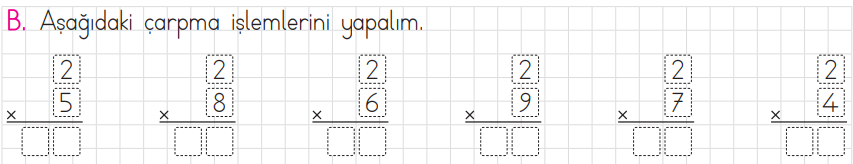 B. Aşağıdaki çarpma işlemlerini yapalım.
2 2 2 2 2 2
× 5 × 8 × 6 × 9 × 7 × 4